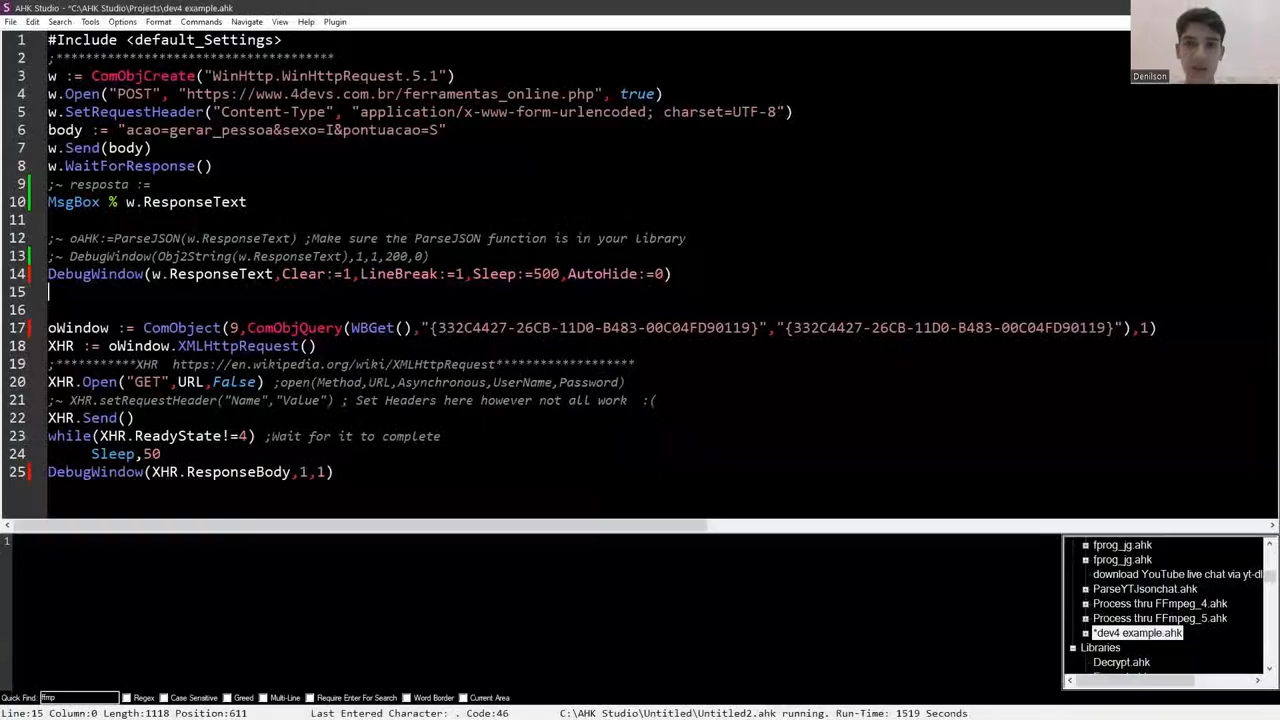 AHK Studio - *C:\AHK Studio\Projects\dev4 example.ahk
File Edit Search Tools Options Format Commands Navigate View Help Plugin
1 #Include <default_Settings>
2 ;************************************
3 w := ComObjCreate("WinHttp.WinHttpRequest.5.1")
4 w.Open("POST", "https://www.4devs.com.br/ferramentas_online.php", true)
5 w.SetRequestHeader("Content-Type", "application/x-www-form-urlencoded; charset=UTF-8")
6 body := "acao=gerar_pessoa&sexo=I&pontuacao=S"
7 w.Send(body)
8 w.WaitForResponse()
9 ;~ resposta :=
10 MsgBox % w.ResponseText
11
12 ;~ oAHK:=ParseJSON(w.ResponseText) ;Make sure the ParseJSON function is in your library
13 ;~ DebugWindow(Obj2String(w.ResponseText),1,1,200,0)
14 DebugWindow(w.ResponseText,Clear:=1,LineBreak:=1,Sleep:=500,AutoHide:=0)
15
16
17 oWindow := ComObject(9,ComObjQuery(WBGet(),"{332C4427-26CB-11D0-B483-00C04FD90119}","{332C4427-26CB-11D0-B483-00C04FD90119}"),1)
18 XHR := oWindow.XMLHttpRequest()
19 ;***********XHR https://en.wikipedia.org/wiki/XMLHttpRequest*******************
20 XHR.Open("GET",URL,False) ;open(Method,URL,Asynchronous,UserName,Password)
21 ;~ XHR.setRequestHeader("Name","Value") ; Set Headers here however not all work :(
22 XHR.Send()
23 while(XHR.ReadyState!=4) ;Wait for it to complete
24 Sleep,50
25 DebugWindow(XHR.ResponseBody,1,1)
Denilson
1
fprog_jg.ahk
fprog_jg.ahk
download YouTube live chat via yt-dl
ParseYTJsonchat.ahk
Process thru FFmpeg_4.ahk
Process thru FFmpeg_5.ahk
*dev4 example.ahk
Libraries
Decrypt.ahk
Quick Find: ffmp Regex Case Sensitive Greed Multi-Line Require Enter For Search Word Border Current Area
Line:15 Column:0 Length:1118 Position:611 Last Entered Character: . Code:46 C:\AHK Studio\Untitled\Untitled2.ahk running. Run-Time: 1519 Seconds